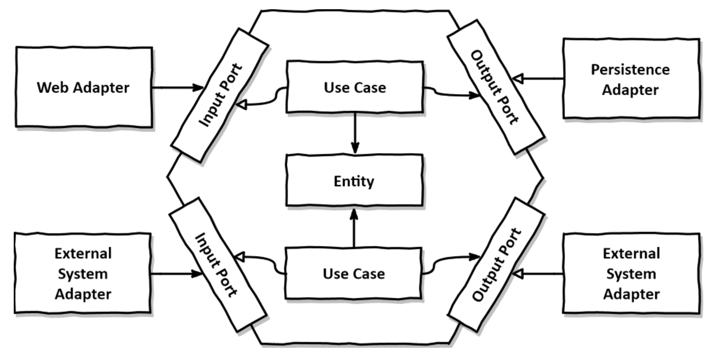 Web Adapter
Input Port
Use Case
Output Port
Persistence
Adapter
Entity
External
System
Adapter
Input Port
Use Case
Output Port
External
System
Adapter